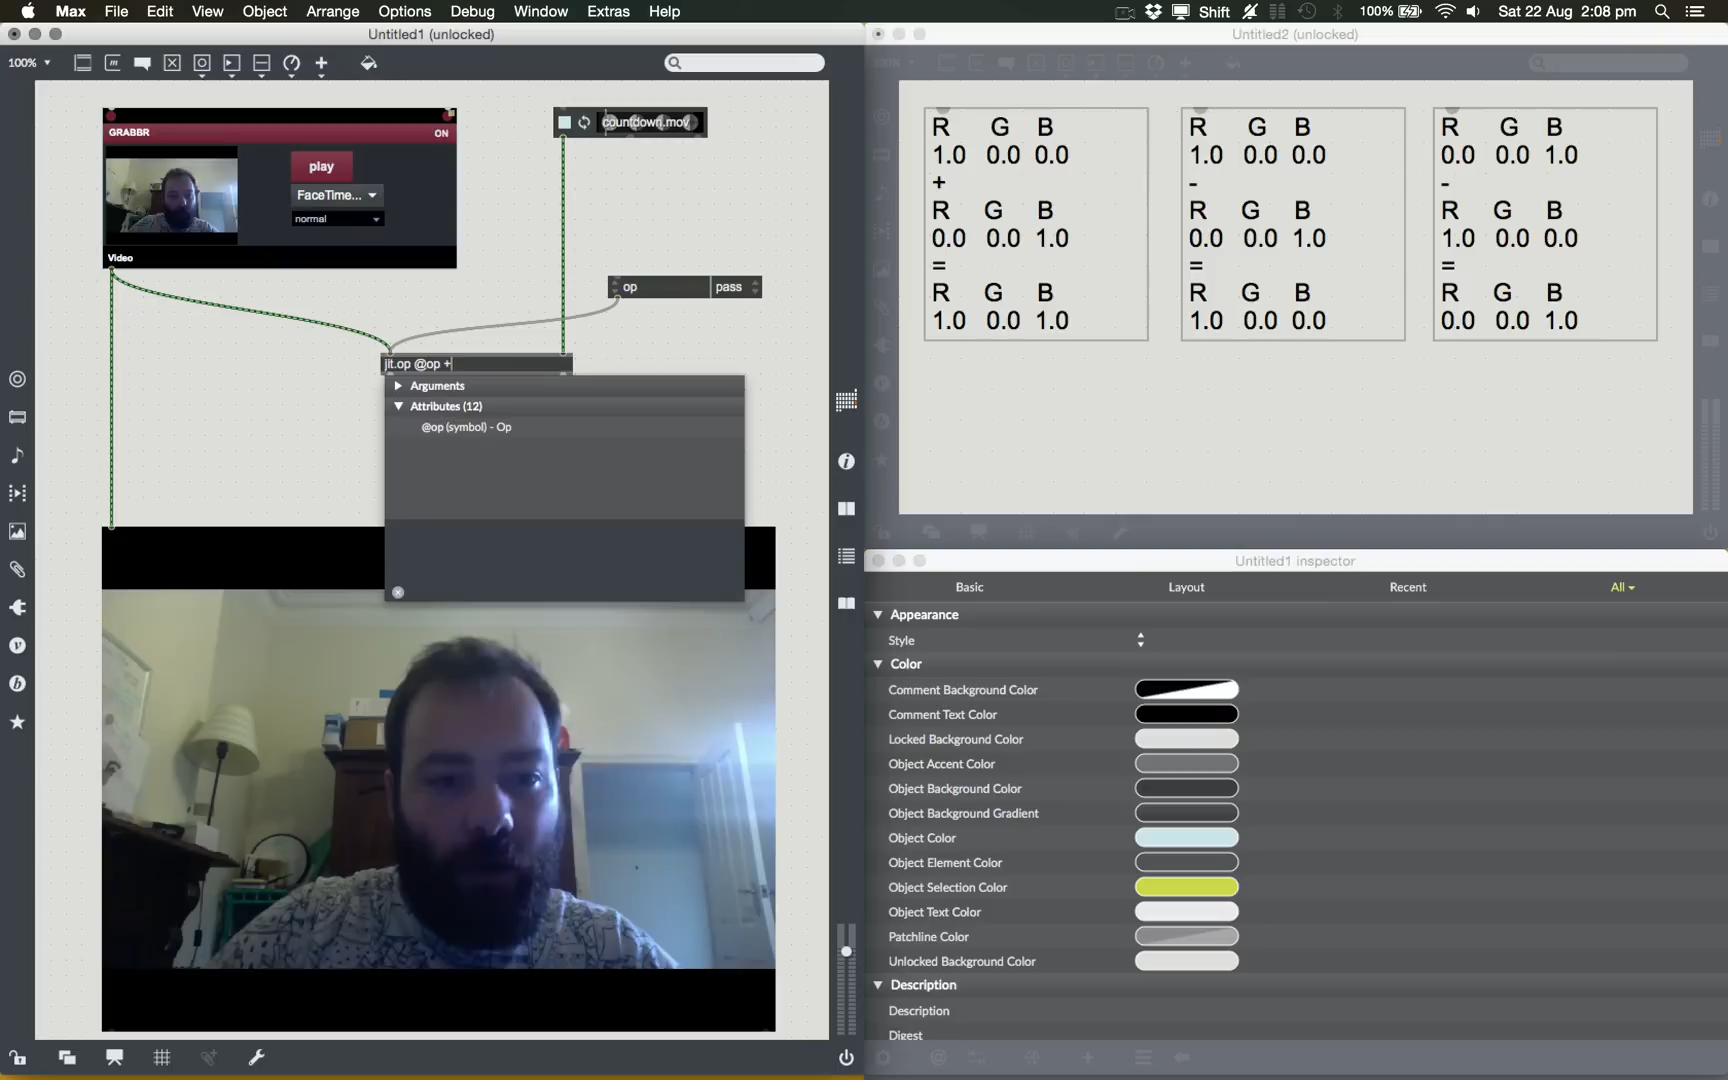 Max File Edit View Object Arrange Options Debug Window Extras Help
Shift 100% Sat 22 Aug 2:08 pm
Untitled1 (unlocked)
100%
GRABBR ON
play
FaceTime...
normal
Video
countdown.mov
op pass
jit.op @op +
Arguments
Attributes (12)
@op (symbol) - Op
Untitled2 (unlocked)
R G B
1.0 0.0 0.0
+
R G B
0.0 0.0 1.0
=
R G B
1.0 0.0 1.0
R G B
1.0 0.0 0.0
-
R G B
0.0 0.0 1.0
=
R G B
1.0 0.0 0.0
R G B
0.0 0.0 1.0
-
R G B
1.0 0.0 0.0
=
R G B
0.0 0.0 1.0
Untitled1 inspector
Basic Layout Recent All
Appearance
Style
Color
Comment Background Color
Comment Text Color
Locked Background Color
Object Accent Color
Object Background Color
Object Background Gradient
Object Color
Object Element Color
Object Selection Color
Object Text Color
Patchline Color
Unlocked Background Color
Description
Description
Digest